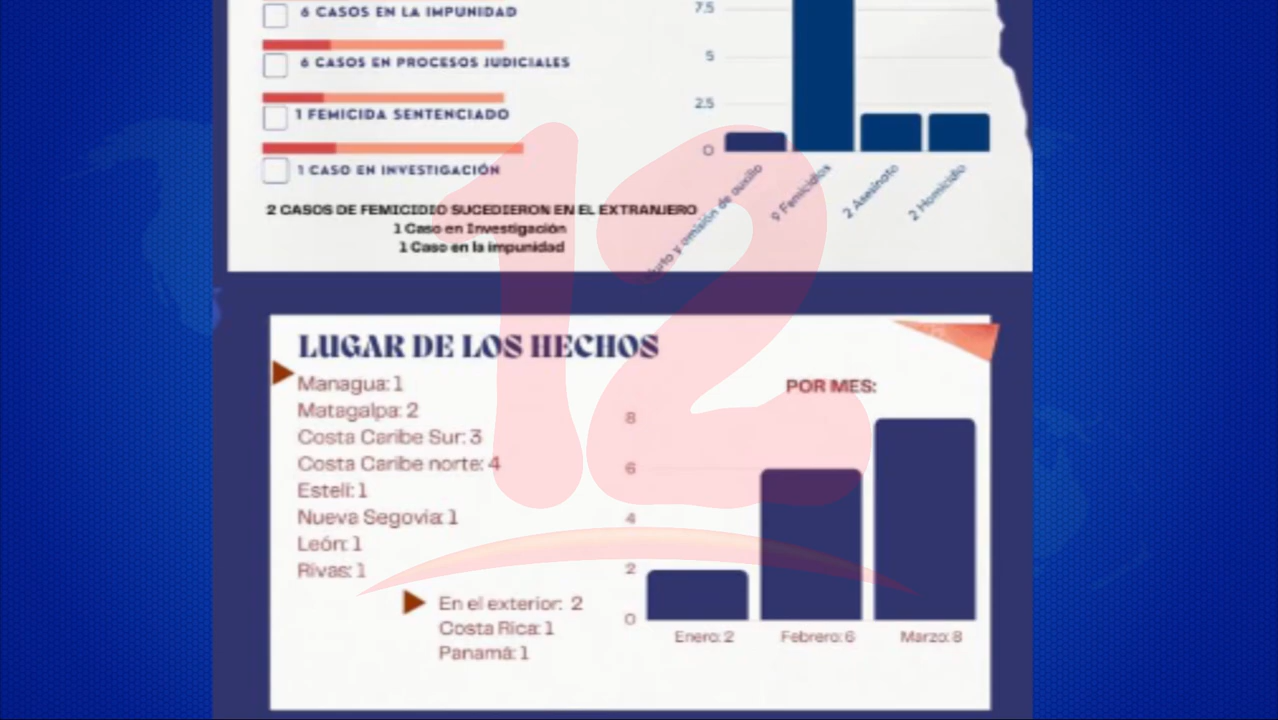 6 CASOS EN LA IMPUNIDAD
6 CASOS EN PROCESOS JUDICIALES
1 FEMICIDA SENTENCIADO
1 CASO EN INVESTIGACIÓN
2 CASOS DE FEMICIDIO SUCEDIERON EN EL EXTRANJERO
1 Caso en Investigación
1 Caso en la impunidad
7.5
5
2.5
0
y omisión de auxilio
9 Femicidios
2 Asesinato
2 Homicidio
12
LUGAR DE LOS HECHOS
Managua: 1
Matagalpa: 2
Costa Caribe Sur: 3
Costa Caribe norte: 4
Estelí: 1
Nueva Segovia: 1
León: 1
Rivas: 1
En el exterior: 2
Costa Rica: 1
Panamá: 1
POR MES:
8
6
4
2
0
Enero: 2
Febrero: 6
Marzo: 8